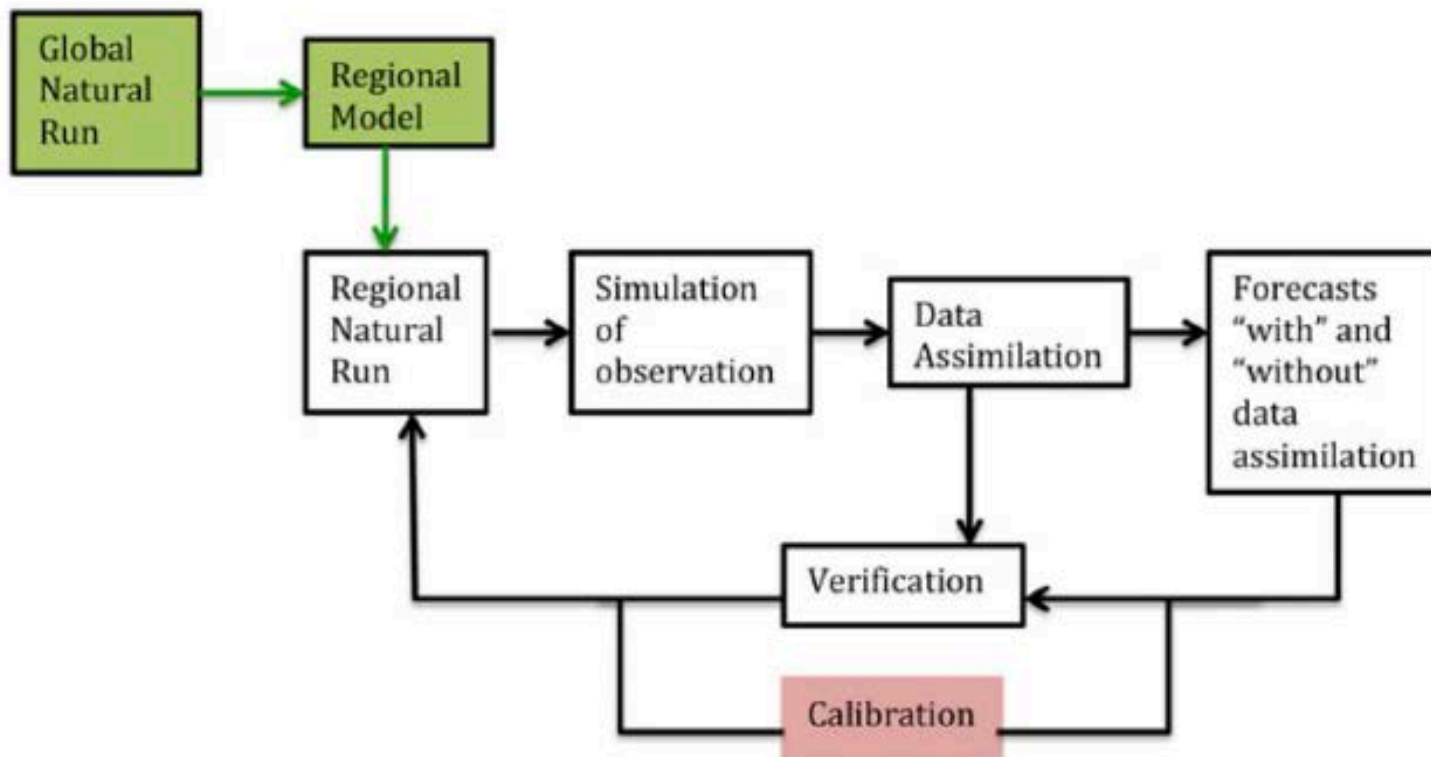 Global
Natural
Run
Regional
Model
Regional
Natural
Run
Simulation
of
observation
Data
Assimilation
Forecasts
“with” and
“without”
data
assimilation
Verification
Calibration